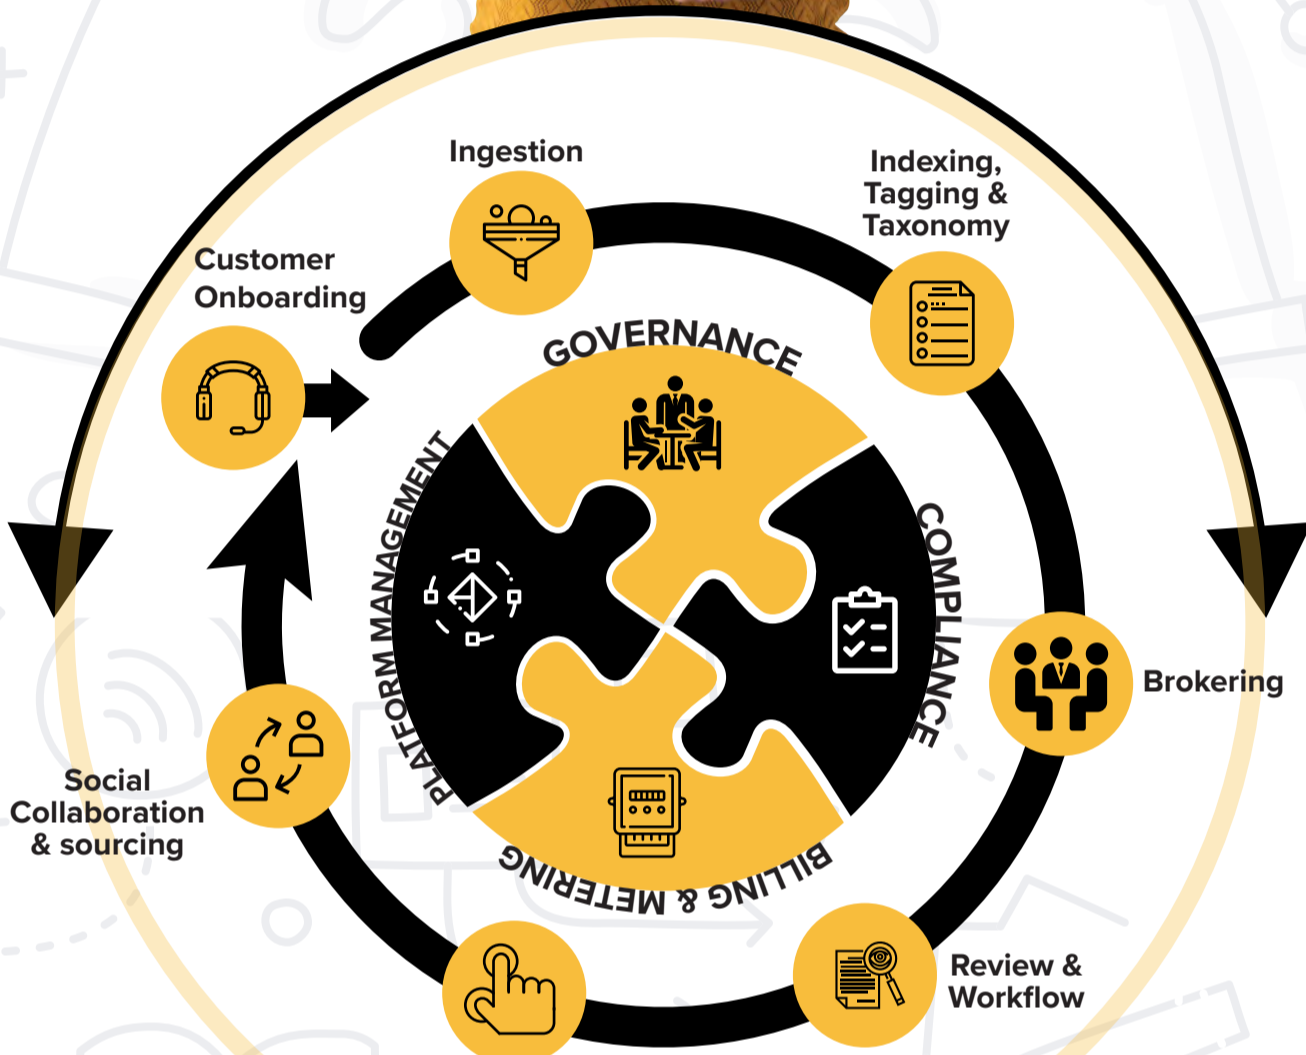 Ingestion
Indexing,
Tagging &
Taxonomy
Customer
Onboarding
GOVERNANCE
PLATFORM MANAGEMENT
COMPLIANCE
Brokering
Social
Collaboration
& sourcing
BILLING & METERING
Review &
Workflow